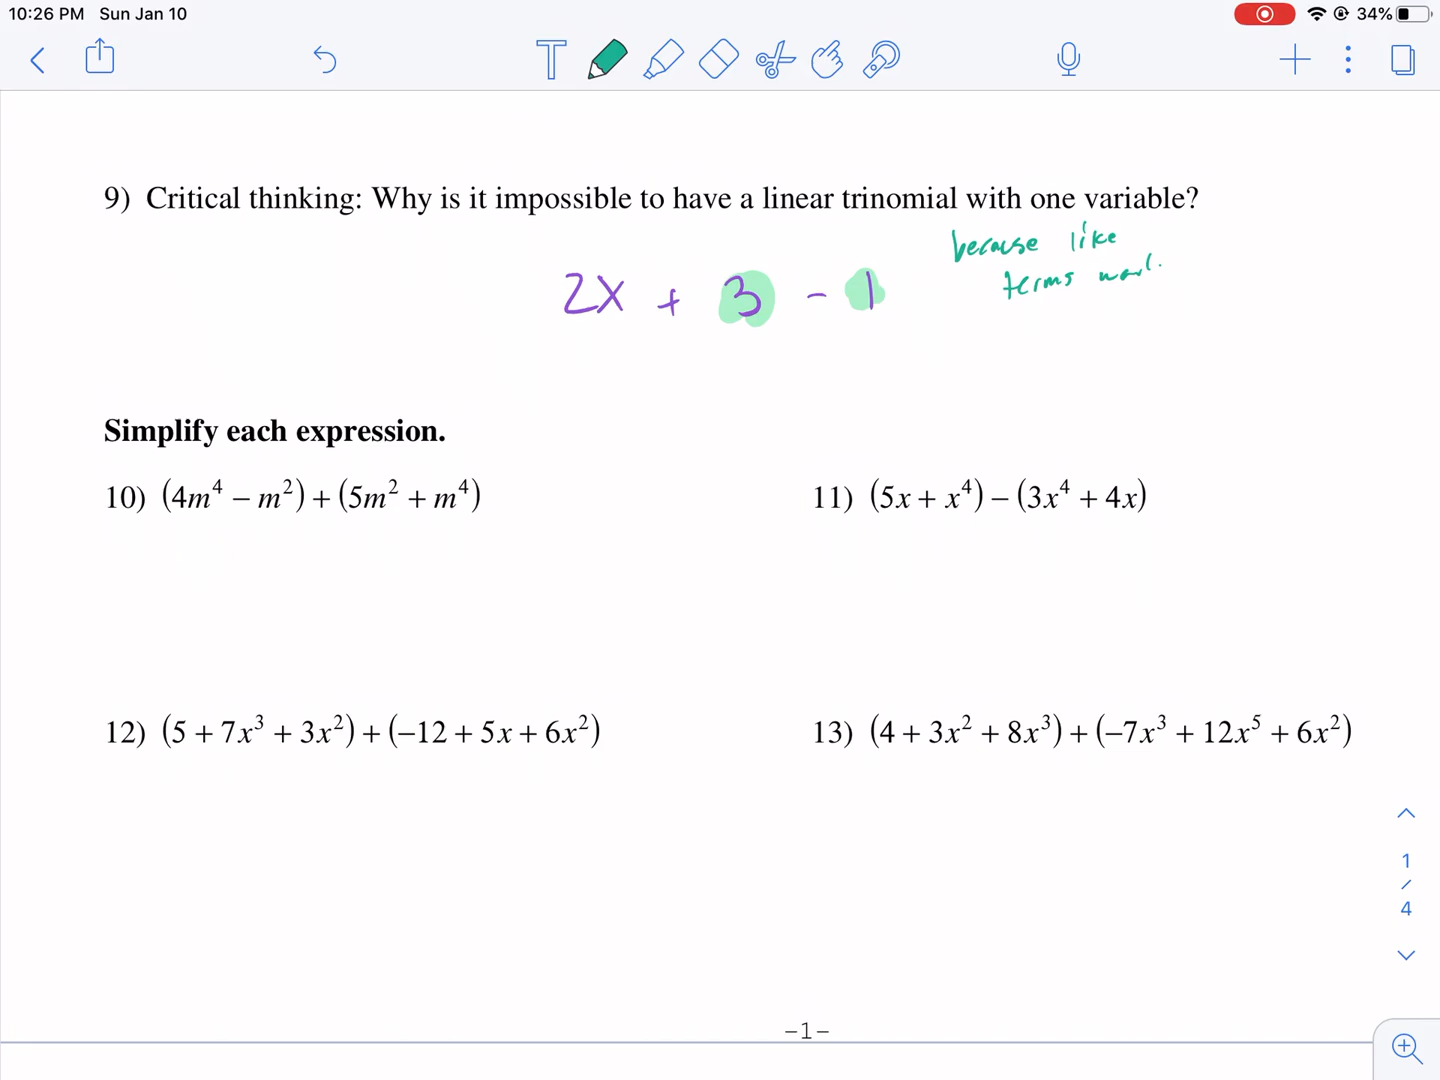 10:26 PM Sun Jan 10
34%
9) Critical thinking: Why is it impossible to have a linear trinomial with one variable?
because like
terms
2x + 3 - 1
Simplify each expression.
10) (4m⁴ − m²) + (5m² + m⁴)
11) (5x + x⁴) − (3x⁴ + 4x)
12) (5 + 7x³ + 3x²) + (−12 + 5x + 6x²)
13) (4 + 3x² + 8x³) + (−7x³ + 12x⁵ + 6x²)
1
/
4
-1-